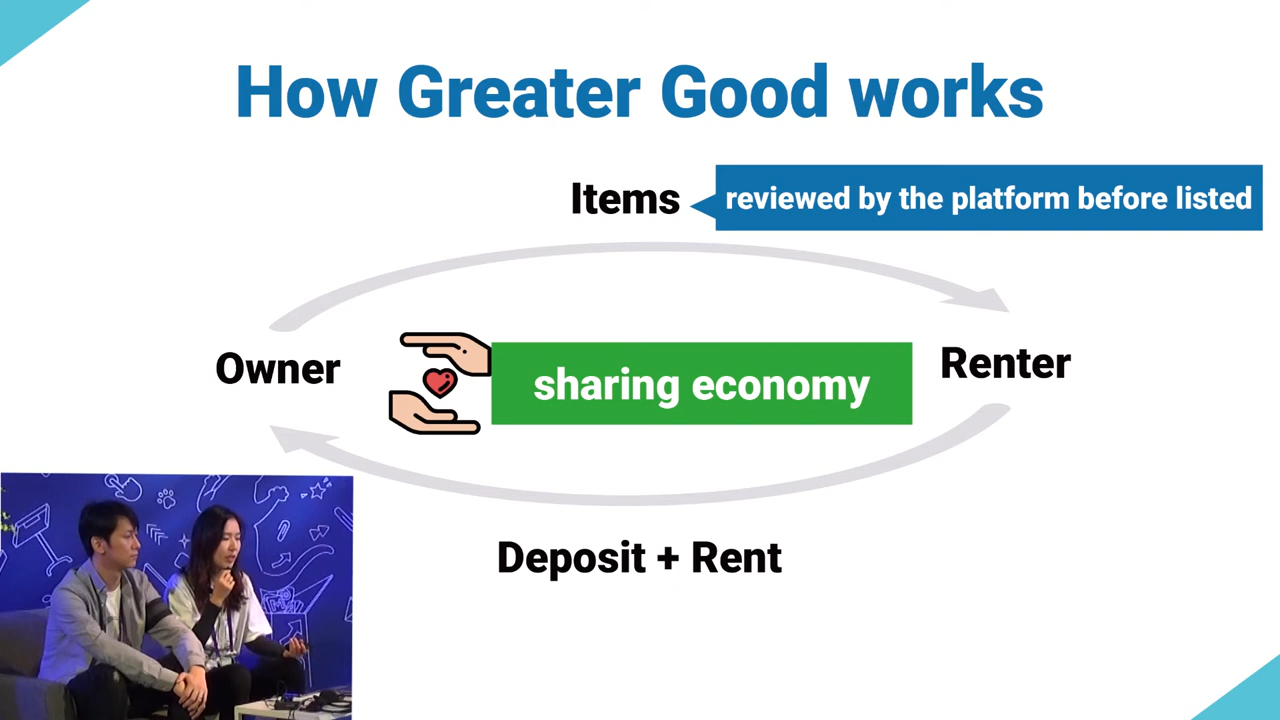 How Greater Good works
Items
reviewed by the platform before listed
Owner
sharing economy
Renter
Deposit + Rent